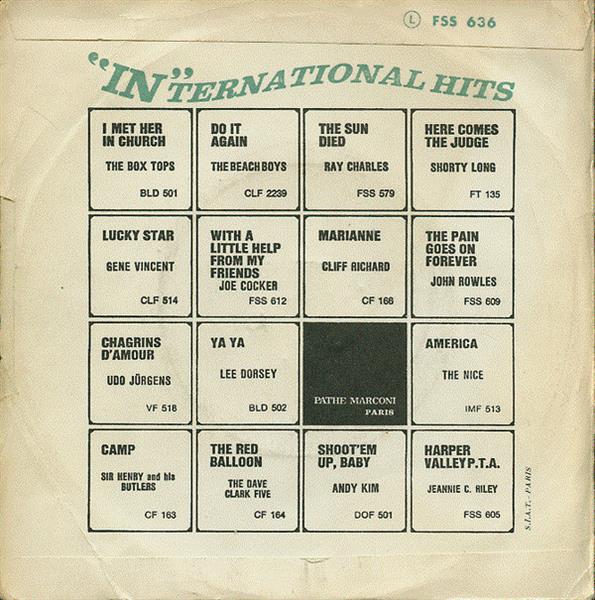 Ⓛ FSS 636
“IN”TERNATIONAL HITS
I MET HER
IN CHURCH
THE BOX TOPS
BLD 501
DO IT
AGAIN
THE BEACH BOYS
CLF 2239
THE SUN
DIED
RAY CHARLES
FSS 579
HERE COMES
THE JUDGE
SHORTY LONG
FT 135
LUCKY STAR
GENE VINCENT
CLF 514
WITH A
LITTLE HELP
FROM MY
FRIENDS
JOE COCKER
FSS 612
MARIANNE
CLIFF RICHARD
CF 166
THE PAIN
GOES ON
FOREVER
JOHN ROWLES
FSS 609
CHAGRINS
D'AMOUR
UDO JÜRGENS
VF 518
YA YA
LEE DORSEY
BLD 502
PATHE MARCONI
PARIS
AMERICA
THE NICE
IMF 513
CAMP
SIR HENRY and his
BUTLERS
CF 163
THE RED
BALLOON
THE DAVE
CLARK FIVE
CF 164
SHOOT'EM
UP, BABY
ANDY KIM
DOF 501
HARPER
VALLEY P.T.A.
JEANNIE C. RILEY
FSS 605
S.I.A.T. - PARIS